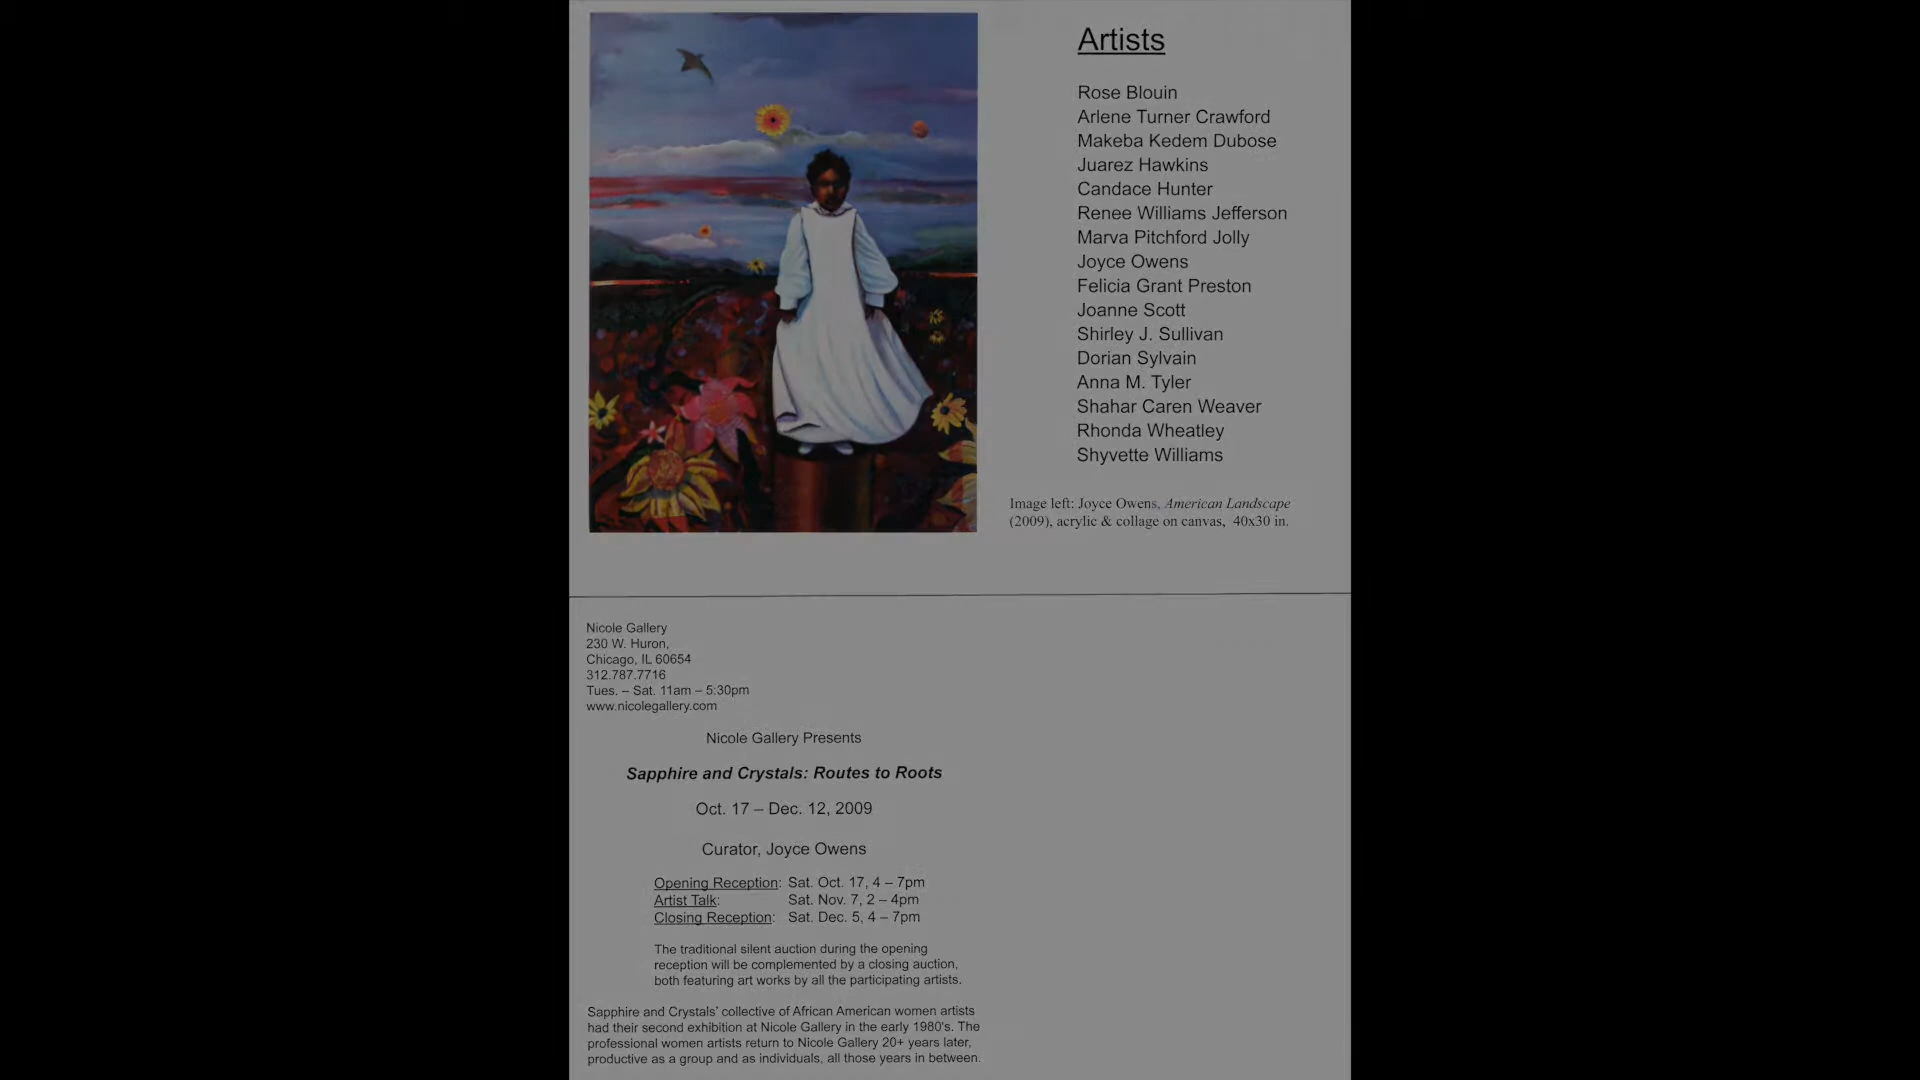 Artists
Rose Blouin
Arlene Turner Crawford
Makeba Kedem Dubose
Juarez Hawkins
Candace Hunter
Renee Williams Jefferson
Marva Pitchford Jolly
Joyce Owens
Felicia Grant Preston
Joanne Scott
Shirley J. Sullivan
Dorian Sylvain
Anna M. Tyler
Shahar Caren Weaver
Rhonda Wheatley
Shyvette Williams
Image left: Joyce Owens, American Landscape
(2009), acrylic & collage on canvas, 40x30 in.
Nicole Gallery
230 W. Huron,
Chicago, IL 60654
312.787.7716
Tues. – Sat. 11am – 5:30pm
www.nicolegallery.com
Nicole Gallery Presents
Sapphire and Crystals: Routes to Roots
Oct. 17 – Dec. 12, 2009
Curator, Joyce Owens
Opening Reception: Sat. Oct. 17, 4 – 7pm
Artist Talk: Sat. Nov. 7, 2 – 4pm
Closing Reception: Sat. Dec. 5, 4 – 7pm
The traditional silent auction during the opening
reception will be complemented by a closing auction,
both featuring art works by all the participating artists.
Sapphire and Crystals' collective of African American women artists
had their second exhibition at Nicole Gallery in the early 1980's. The
professional women artists return to Nicole Gallery 20+ years later,
productive as a group and as individuals, all those years in between.